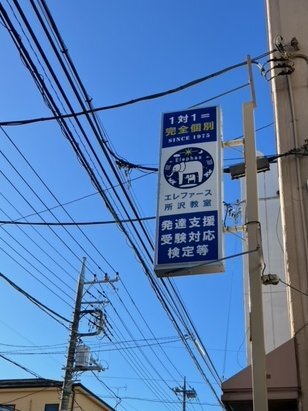 1対1=
完全個別
SINCE 1975
Elephas
エレファース
所沢教室
発達支援
受験対応
検定等